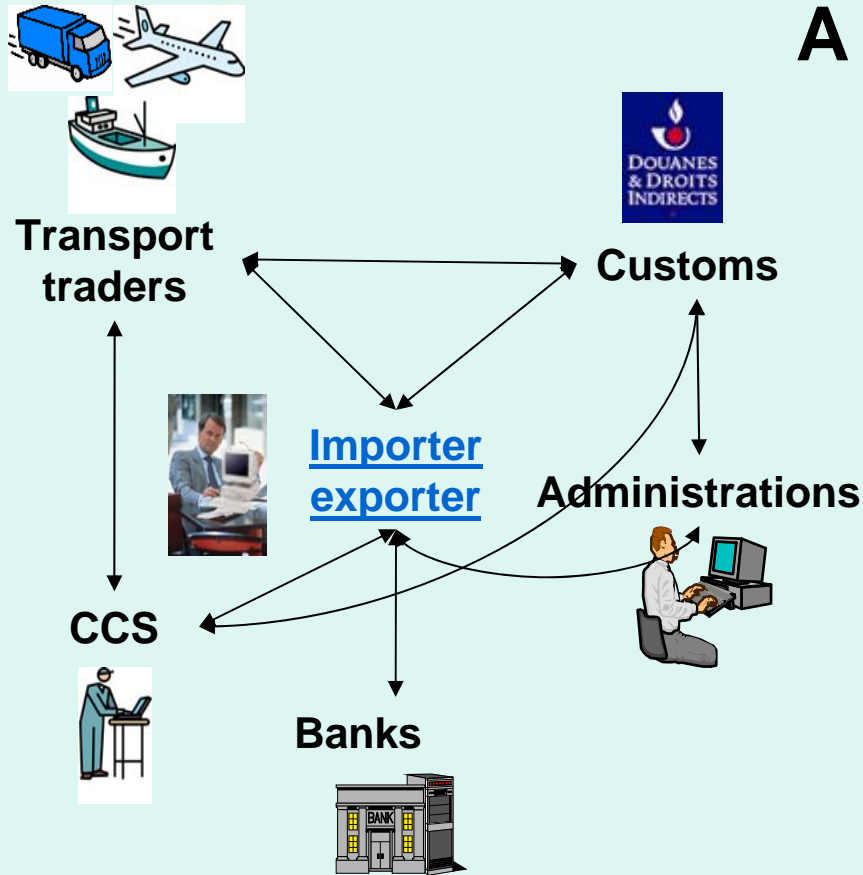 A
DOUANES
& DROITS
INDIRECTS
Transport
traders
Customs
Importer
exporter
Administrations
CCS
Banks
BANK